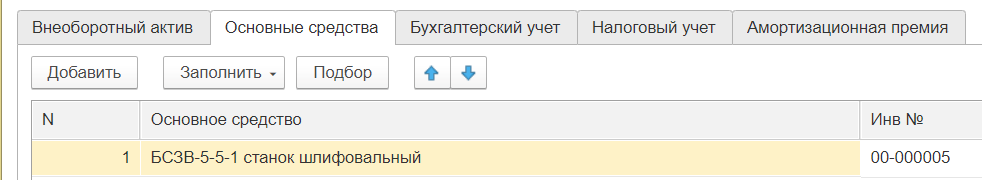 Внеоборотный актив Основные средства Бухгалтерский учет Налоговый учет Амортизационная премия
Добавить Заполнить Подбор
N Основное средство Инв №
1 БСЗВ-5-5-1 станок шлифовальный 00-000005